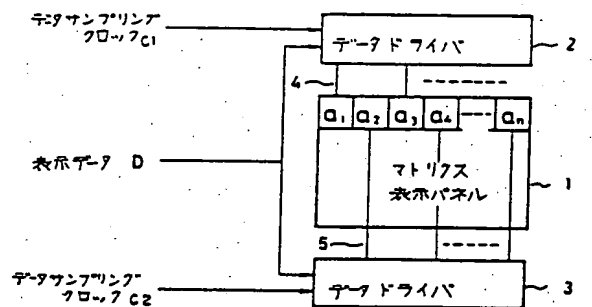 データサンプリング
クロックC1
データドライバ
2
4
a1 a2 a3 a4 an
表示データ D
マトリクス
表示パネル
1
5
データサンプリング
クロックC2
データドライバ
3